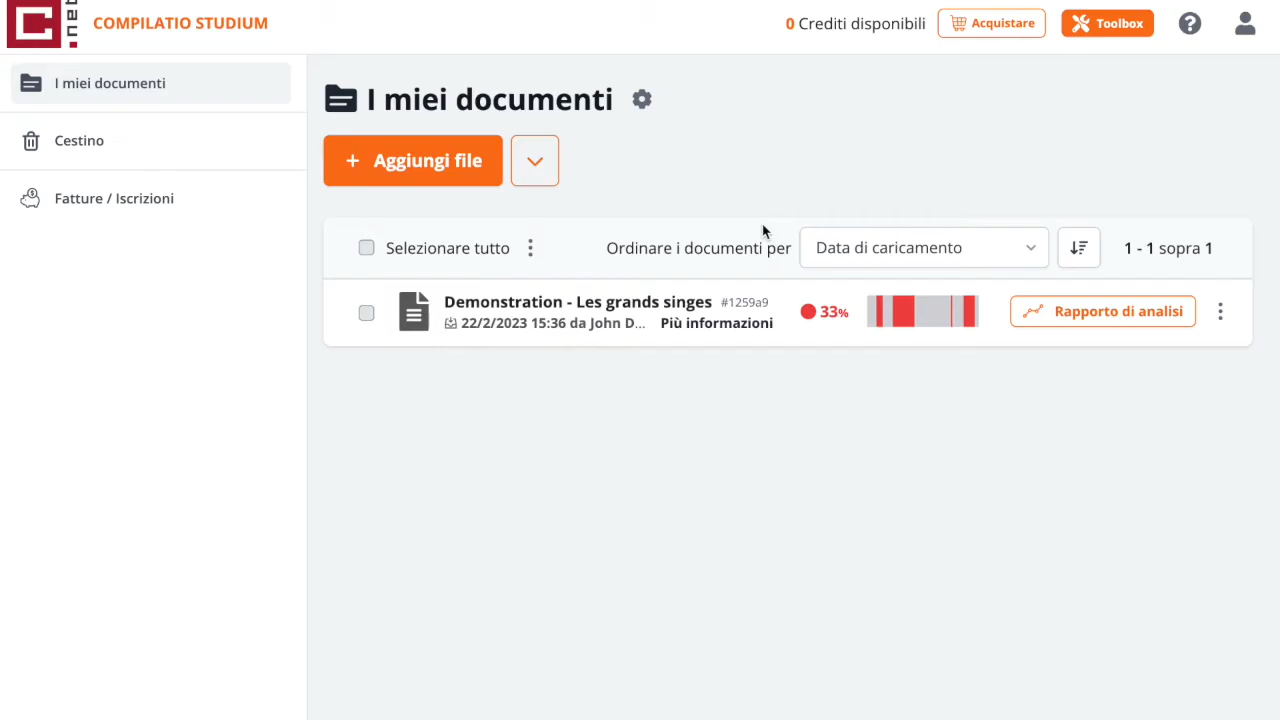 .net
COMPILATIO STUDIUM
0 Crediti disponibili
Acquistare
Toolbox
I miei documenti
Cestino
Fatture / Iscrizioni
I miei documenti
+ Aggiungi file
Selezionare tutto
Ordinare i documenti per
Data di caricamento
1 - 1 sopra 1
Demonstration - Les grands singes #1259a9
22/2/2023 15:36 da John D... Più informazioni
33%
Rapporto di analisi